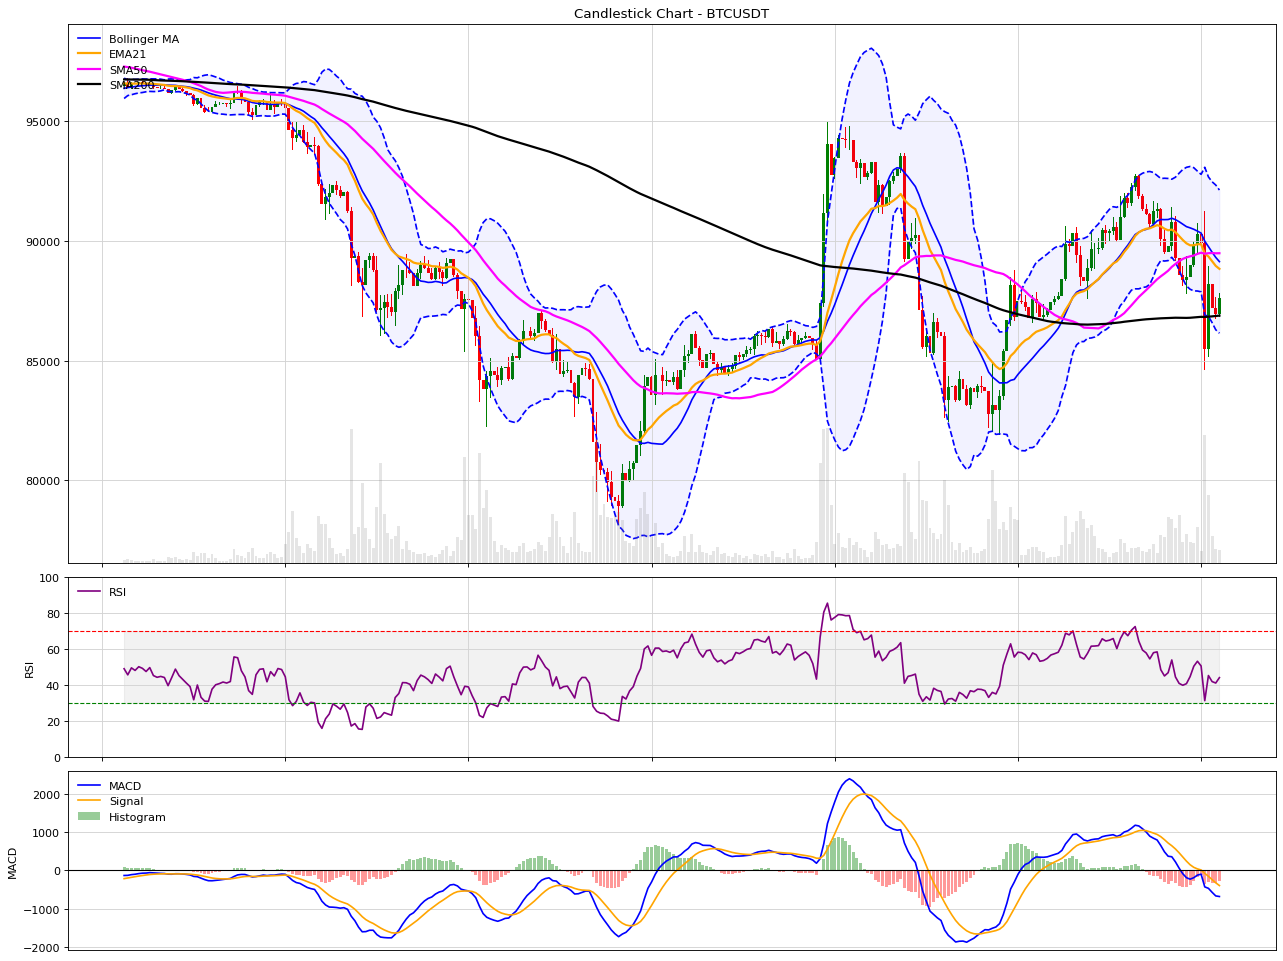 Candlestick Chart - BTCUSDT
Bollinger MA
EMA21
SMA50
SMA200
95000
90000
85000
80000
100
80
60
40
20
0
RSI
RSI
2000
1000
0
−1000
−2000
MACD
MACD
Signal
Histogram